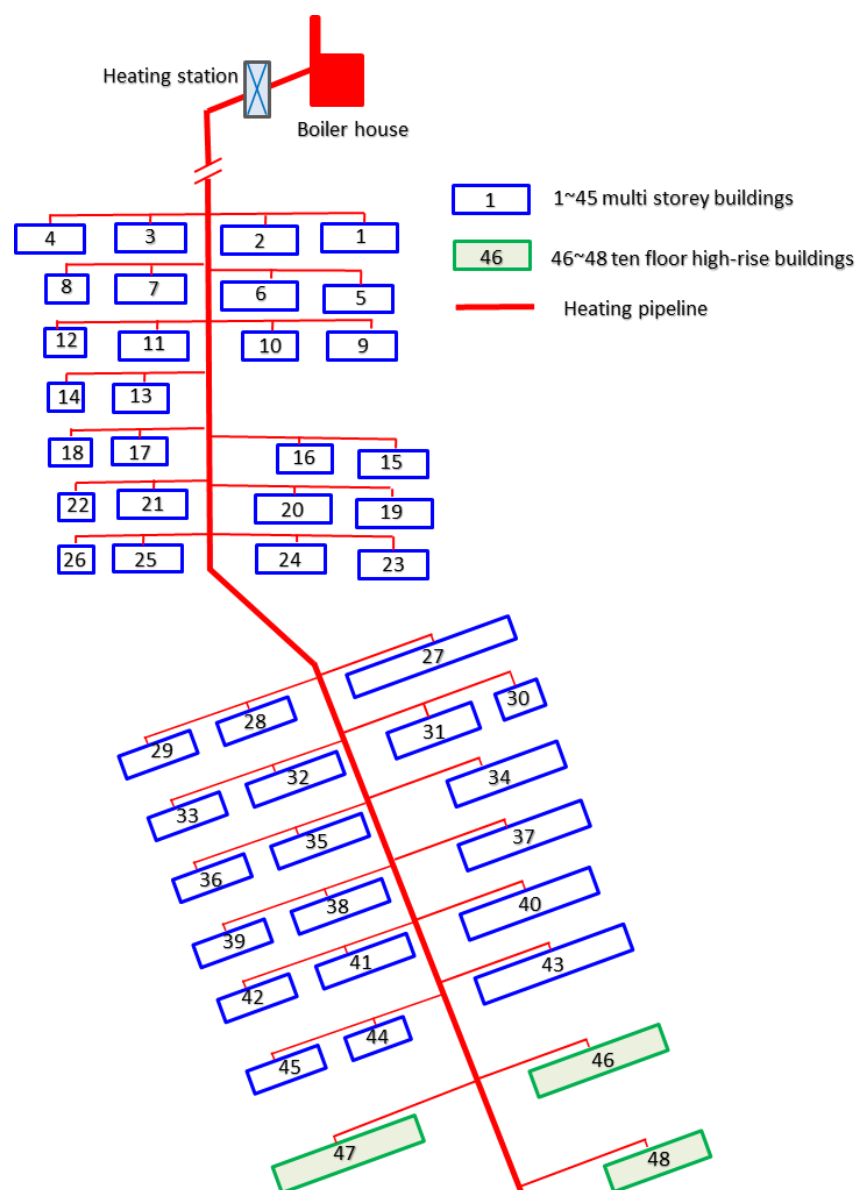 Heating station
Boiler house
1 1~45 multi storey buildings
46 46~48 ten floor high-rise buildings
Heating pipeline
4 3 2 1
8 7 6 5
12 11 10 9
14 13
18 17 16 15
22 21 20 19
26 25 24 23
27
28
29
30
31
32
33
34
35
36
37
38
39
40
41
42
43
44
45
46
47
48